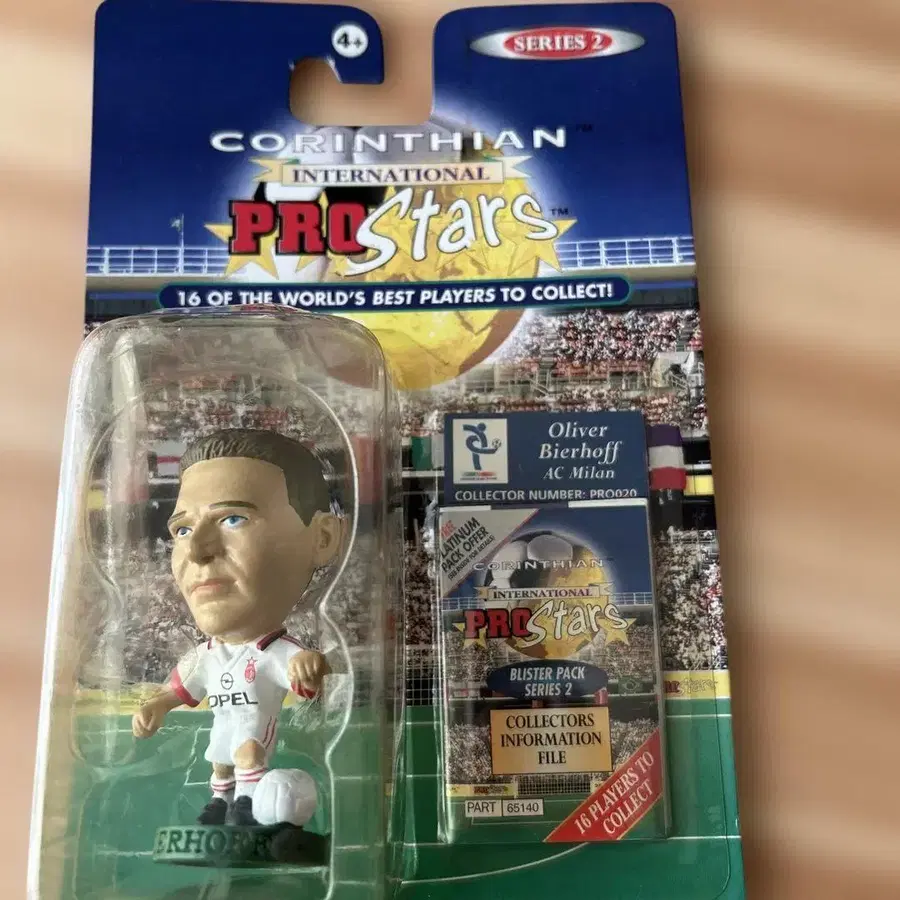 4+
SERIES 2
CORINTHIAN™
INTERNATIONAL
PROStars™
16 OF THE WORLD'S BEST PLAYERS TO COLLECT!
Oliver
Bierhoff
AC Milan
COLLECTOR NUMBER: PRO020
PLATINUM
PACK OFFER
CORINTHIAN
INTERNATIONAL
PROStars
BLISTER PACK
SERIES 2
COLLECTORS
INFORMATION
FILE
16 PLAYERS TO
COLLECT
PART 65140
OPEL
ERHOFF